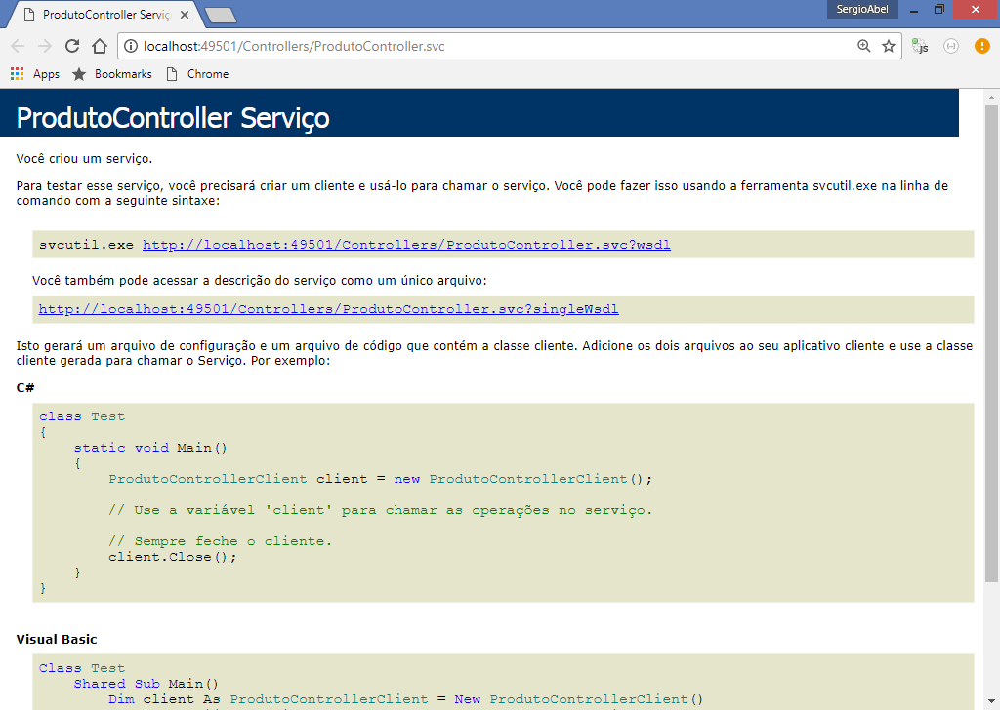 ProdutoController Serviç
SergioAbel
localhost:49501/Controllers/ProdutoController.svc
JS
Apps Bookmarks Chrome
ProdutoController Serviço
Você criou um serviço.
Para testar esse serviço, você precisará criar um cliente e usá-lo para chamar o serviço. Você pode fazer isso usando a ferramenta svcutil.exe na linha de
comando com a seguinte sintaxe:
svcutil.exe http://localhost:49501/Controllers/ProdutoController.svc?wsdl
Você também pode acessar a descrição do serviço como um único arquivo:
http://localhost:49501/Controllers/ProdutoController.svc?singleWsdl
Isto gerará um arquivo de configuração e um arquivo de código que contém a classe cliente. Adicione os dois arquivos ao seu aplicativo cliente e use a classe
cliente gerada para chamar o Serviço. Por exemplo:
C#
class Test
{
static void Main()
{
ProdutoControllerClient client = new ProdutoControllerClient();
// Use a variável 'client' para chamar as operações no serviço.
// Sempre feche o cliente.
client.Close();
}
}
Visual Basic
Class Test
Shared Sub Main()
Dim client As ProdutoControllerClient = New ProdutoControllerClient()